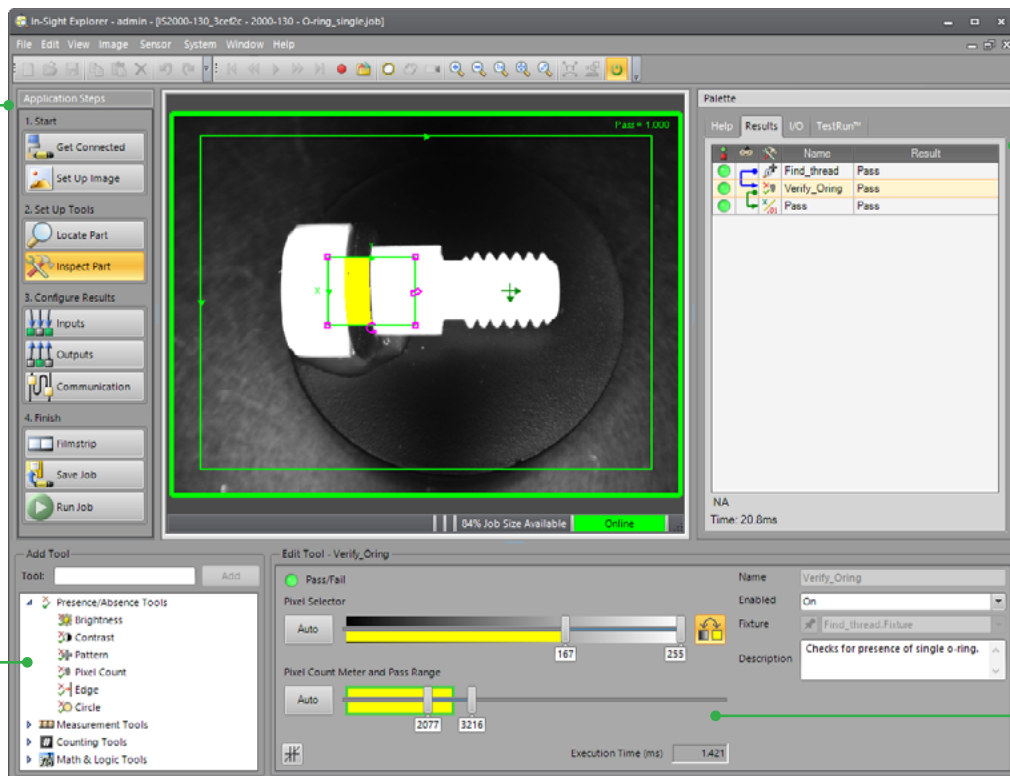 In-Sight Explorer - admin - [IS2000-130_3cef2c - 2000-130 - O-ring_single.job]
File Edit View Image Sensor System Window Help
Application Steps
1. Start
Get Connected
Set Up Image
2. Set Up Tools
Locate Part
Inspect Part
3. Configure Results
Inputs
Outputs
Communication
4. Finish
Filmstrip
Save Job
Run Job
Pass = 1.000
X
84% Job Size Available
Online
Palette
Help Results I/O TestRun™
Name Result
Find_thread Pass
Verify_Oring Pass
Pass Pass
NA
Time: 20.8ms
Add Tool
Tool: Add
Presence/Absence Tools
Brightness
Contrast
Pattern
Pixel Count
Edge
Circle
Measurement Tools
Counting Tools
Math & Logic Tools
Edit Tool - Verify_Oring
Pass/Fail
Pixel Selector
Auto
167 255
Pixel Count Meter and Pass Range
Auto
2077 3216
Execution Time (ms) 1.421
Name Verify_Oring
Enabled On
Fixture Find_thread.Fixture
Description Checks for presence of single o-ring.